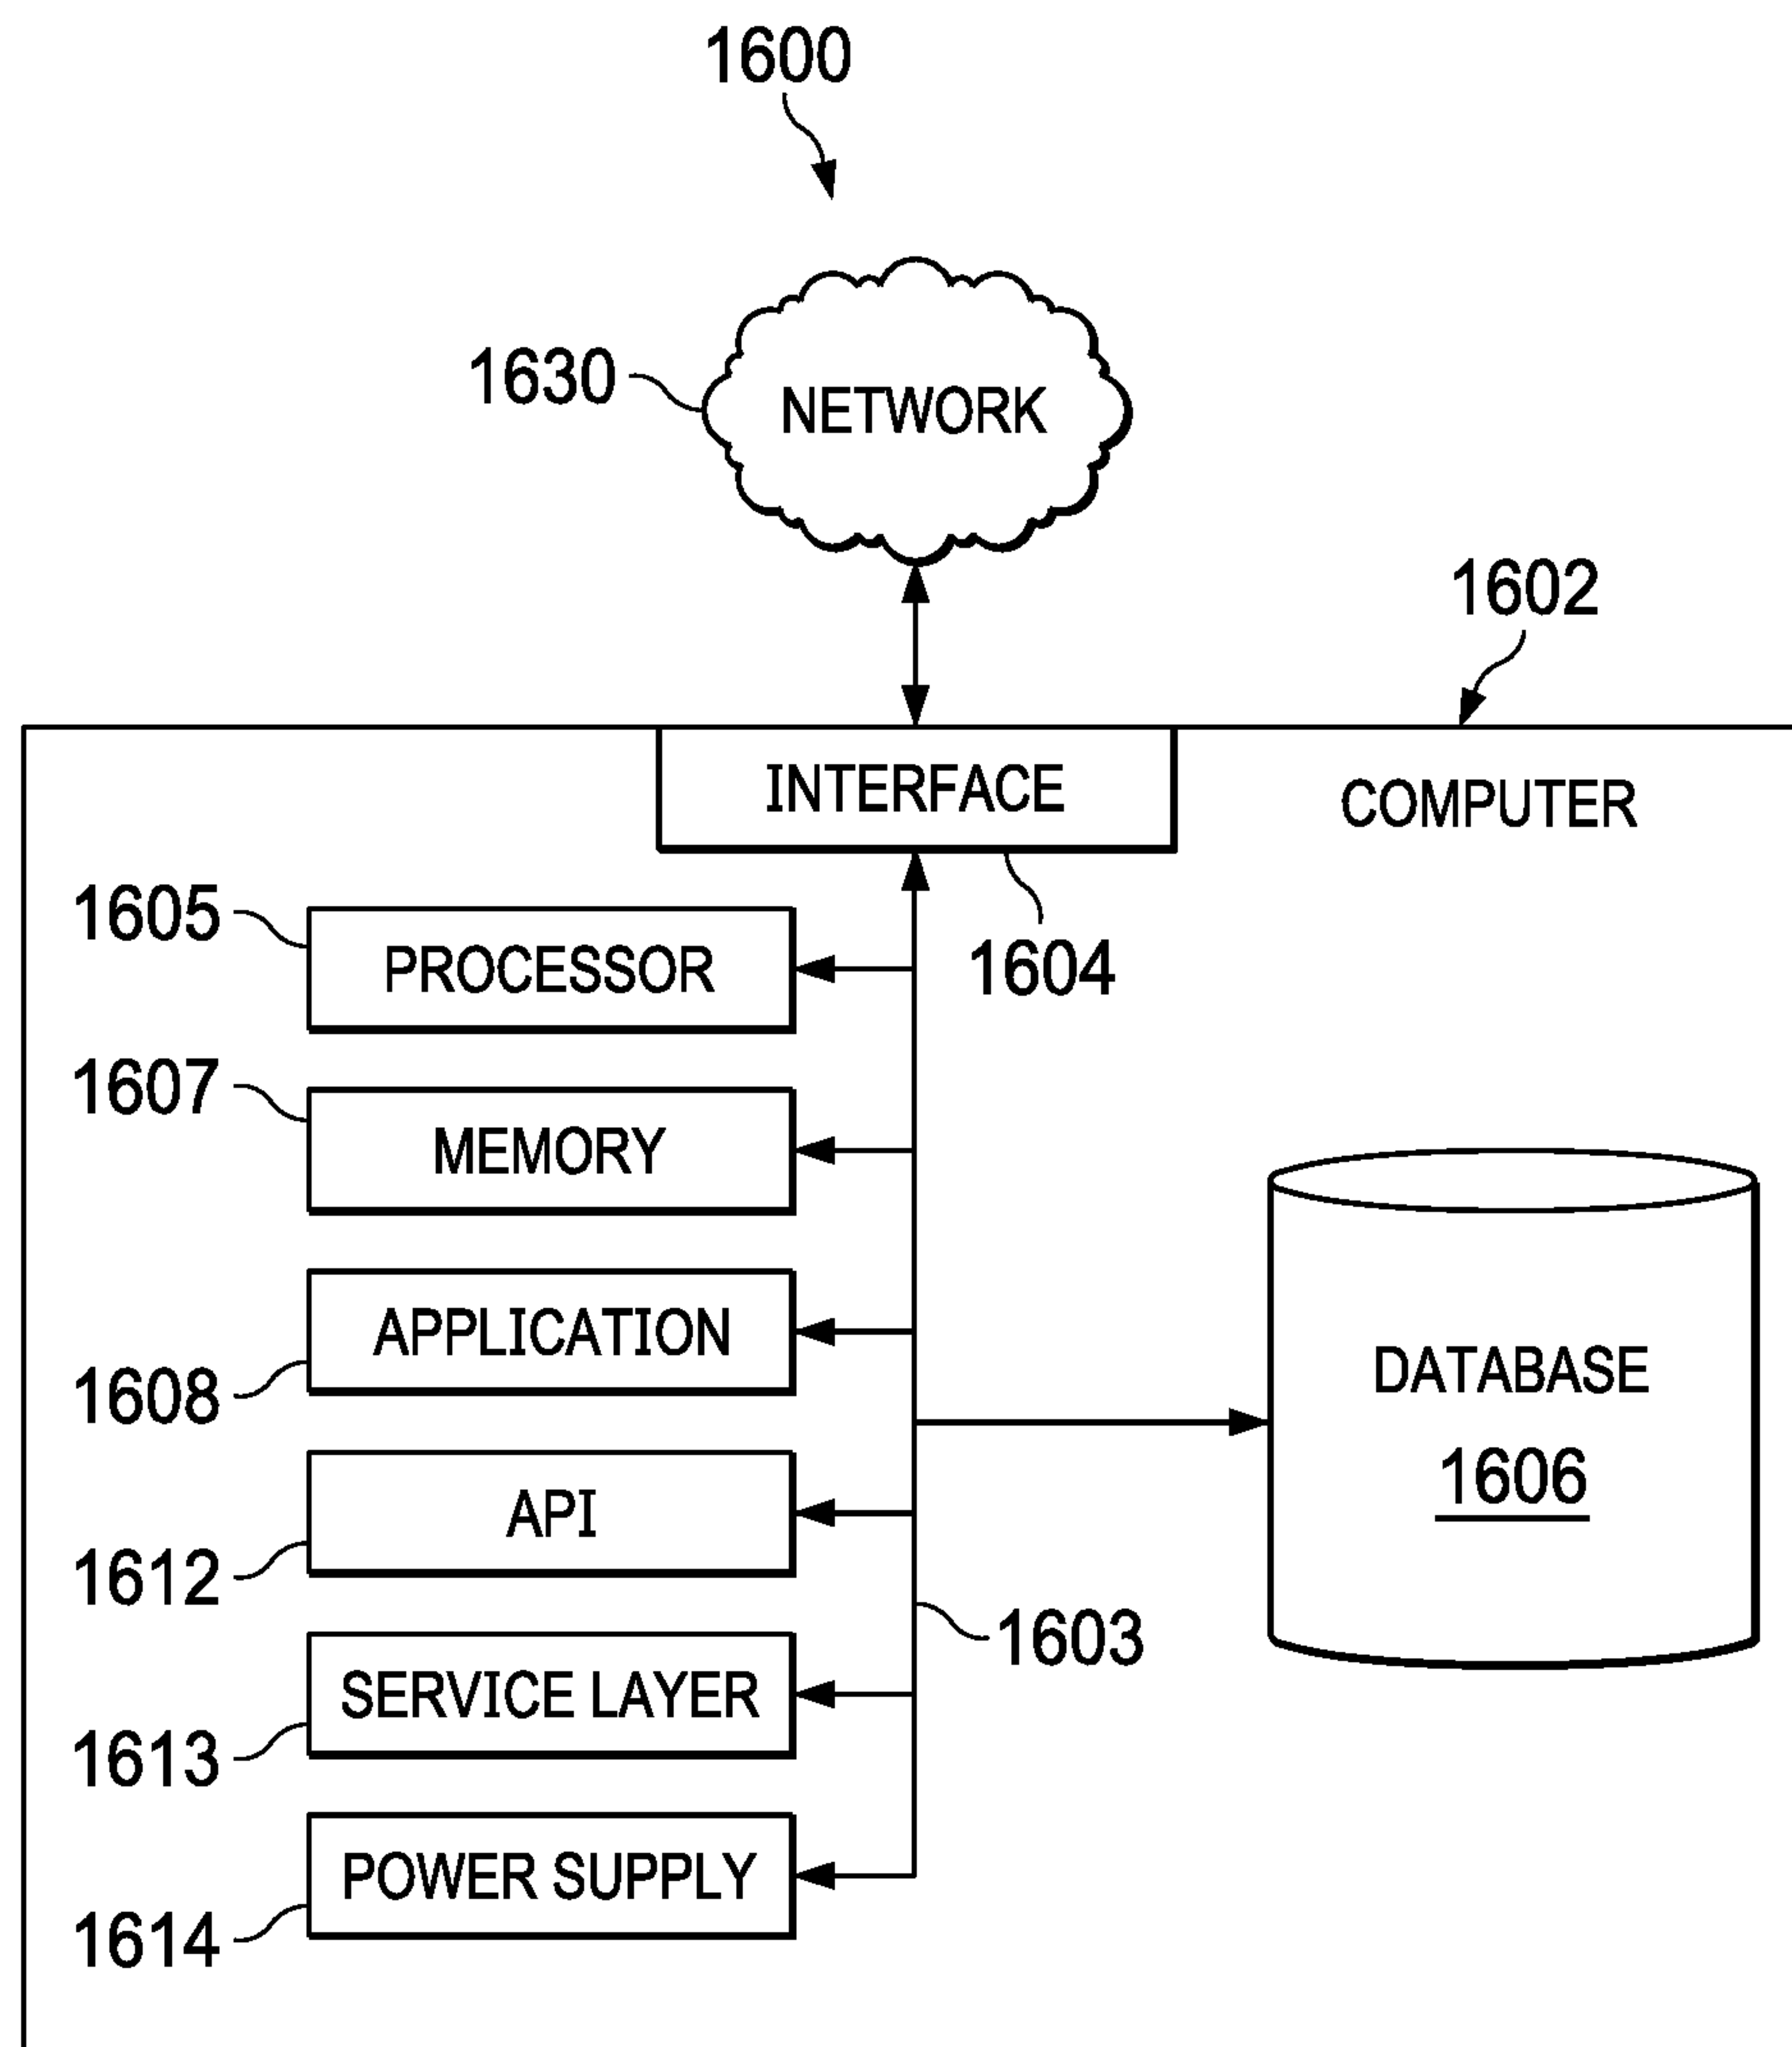 1600
1630
NETWORK
1602
INTERFACE
COMPUTER
1605
PROCESSOR
1604
1607
MEMORY
APPLICATION
1608
DATABASE
1606
API
1612
1603
SERVICE LAYER
1613
POWER SUPPLY
1614